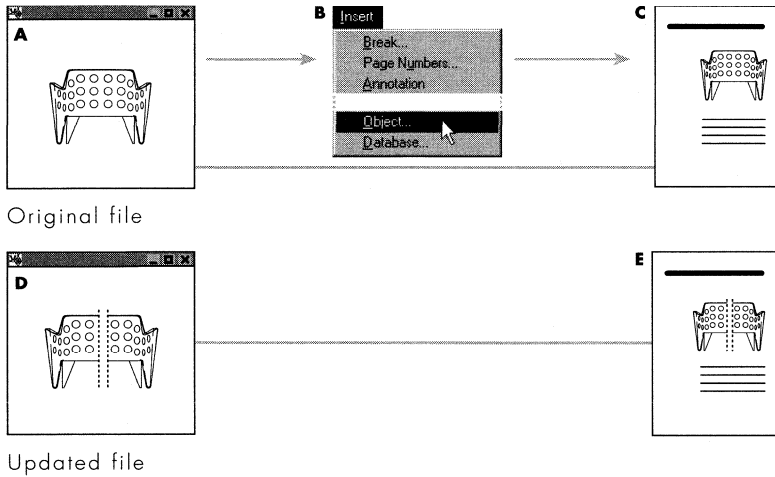 A
B
Insert
Break...
Page Numbers...
Annotation
Object...
Database...
C
Original file
D
E
Updated file